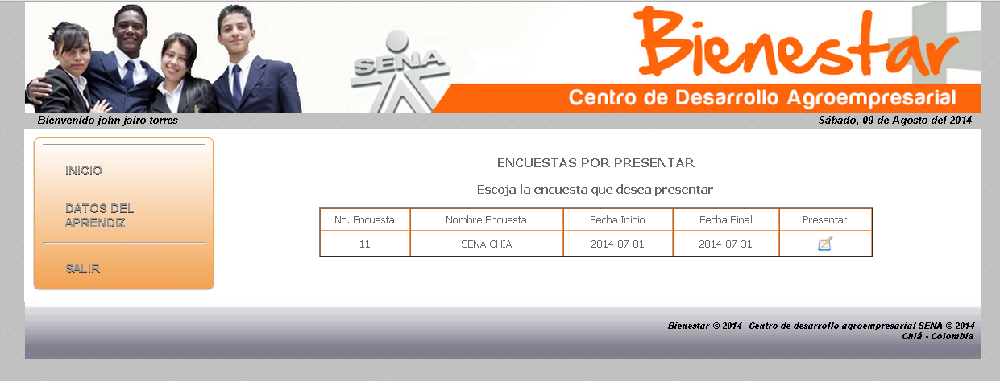 SENA
Bienestar
Centro de Desarrollo Agroempresarial
Bienvenido john jairo torres
Sábado, 09 de Agosto del 2014
INICIO
DATOS DEL
APRENDIZ
SALIR
ENCUESTAS POR PRESENTAR
Escoja la encuesta que desea presentar
No. Encuesta Nombre Encuesta Fecha Inicio Fecha Final Presentar
11 SENA CHIA 2014-07-01 2014-07-31
Bienestar © 2014 | Centro de desarrollo agroempresarial SENA © 2014
Chiá - Colombia